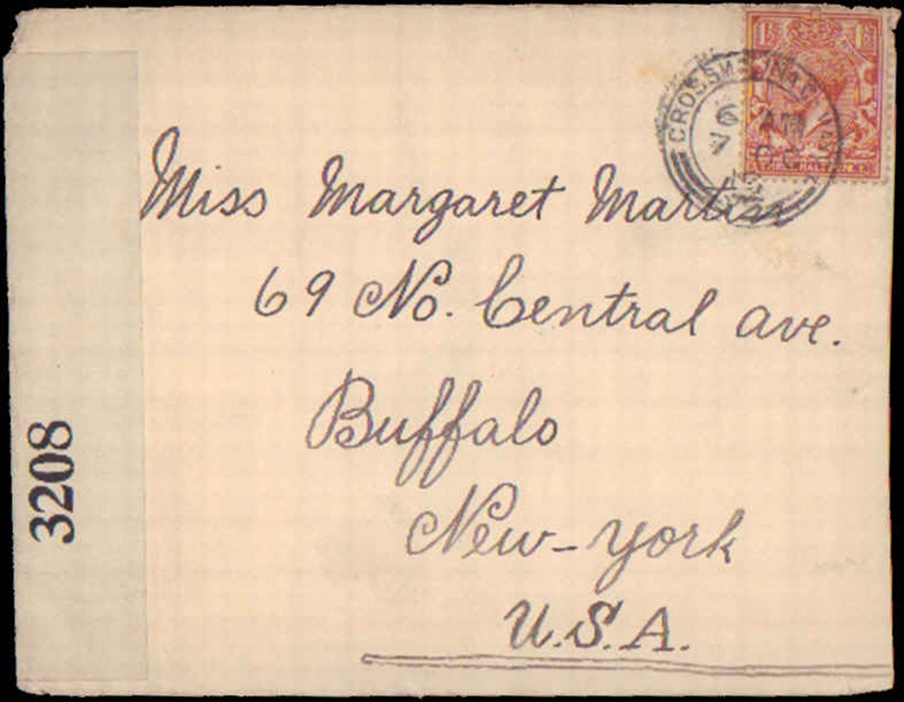 Miss Margaret Martin
69 No. Central ave.
Buffalo
New-York
U.S.A.
3208